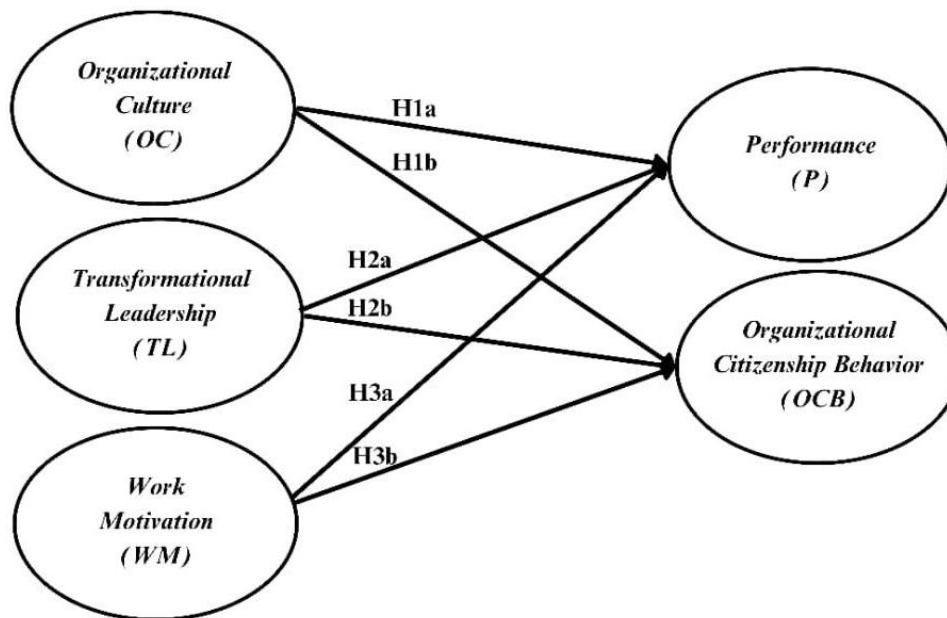 Organizational
Culture
(OC)
H1a
H1b
Performance
(P)
Transformational
Leadership
(TL)
H2a
H2b
Organizational
Citizenship Behavior
(OCB)
H3a
H3b
Work
Motivation
(WM)